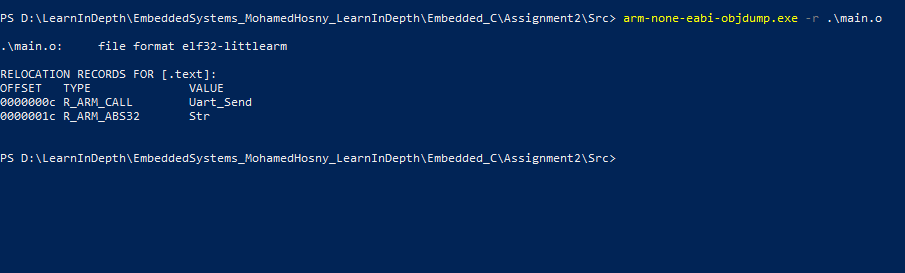 PS D:\LearnInDepth\EmbeddedSystems_MohamedHosny_LearnInDepth\Embedded_C\Assignment2\Src> arm-none-eabi-objdump.exe -r .\main.o
.\main.o:     file format elf32-littlearm
RELOCATION RECORDS FOR [.text]:
OFFSET   TYPE              VALUE
0000000c R_ARM_CALL        Uart_Send
0000001c R_ARM_ABS32       Str
PS D:\LearnInDepth\EmbeddedSystems_MohamedHosny_LearnInDepth\Embedded_C\Assignment2\Src>